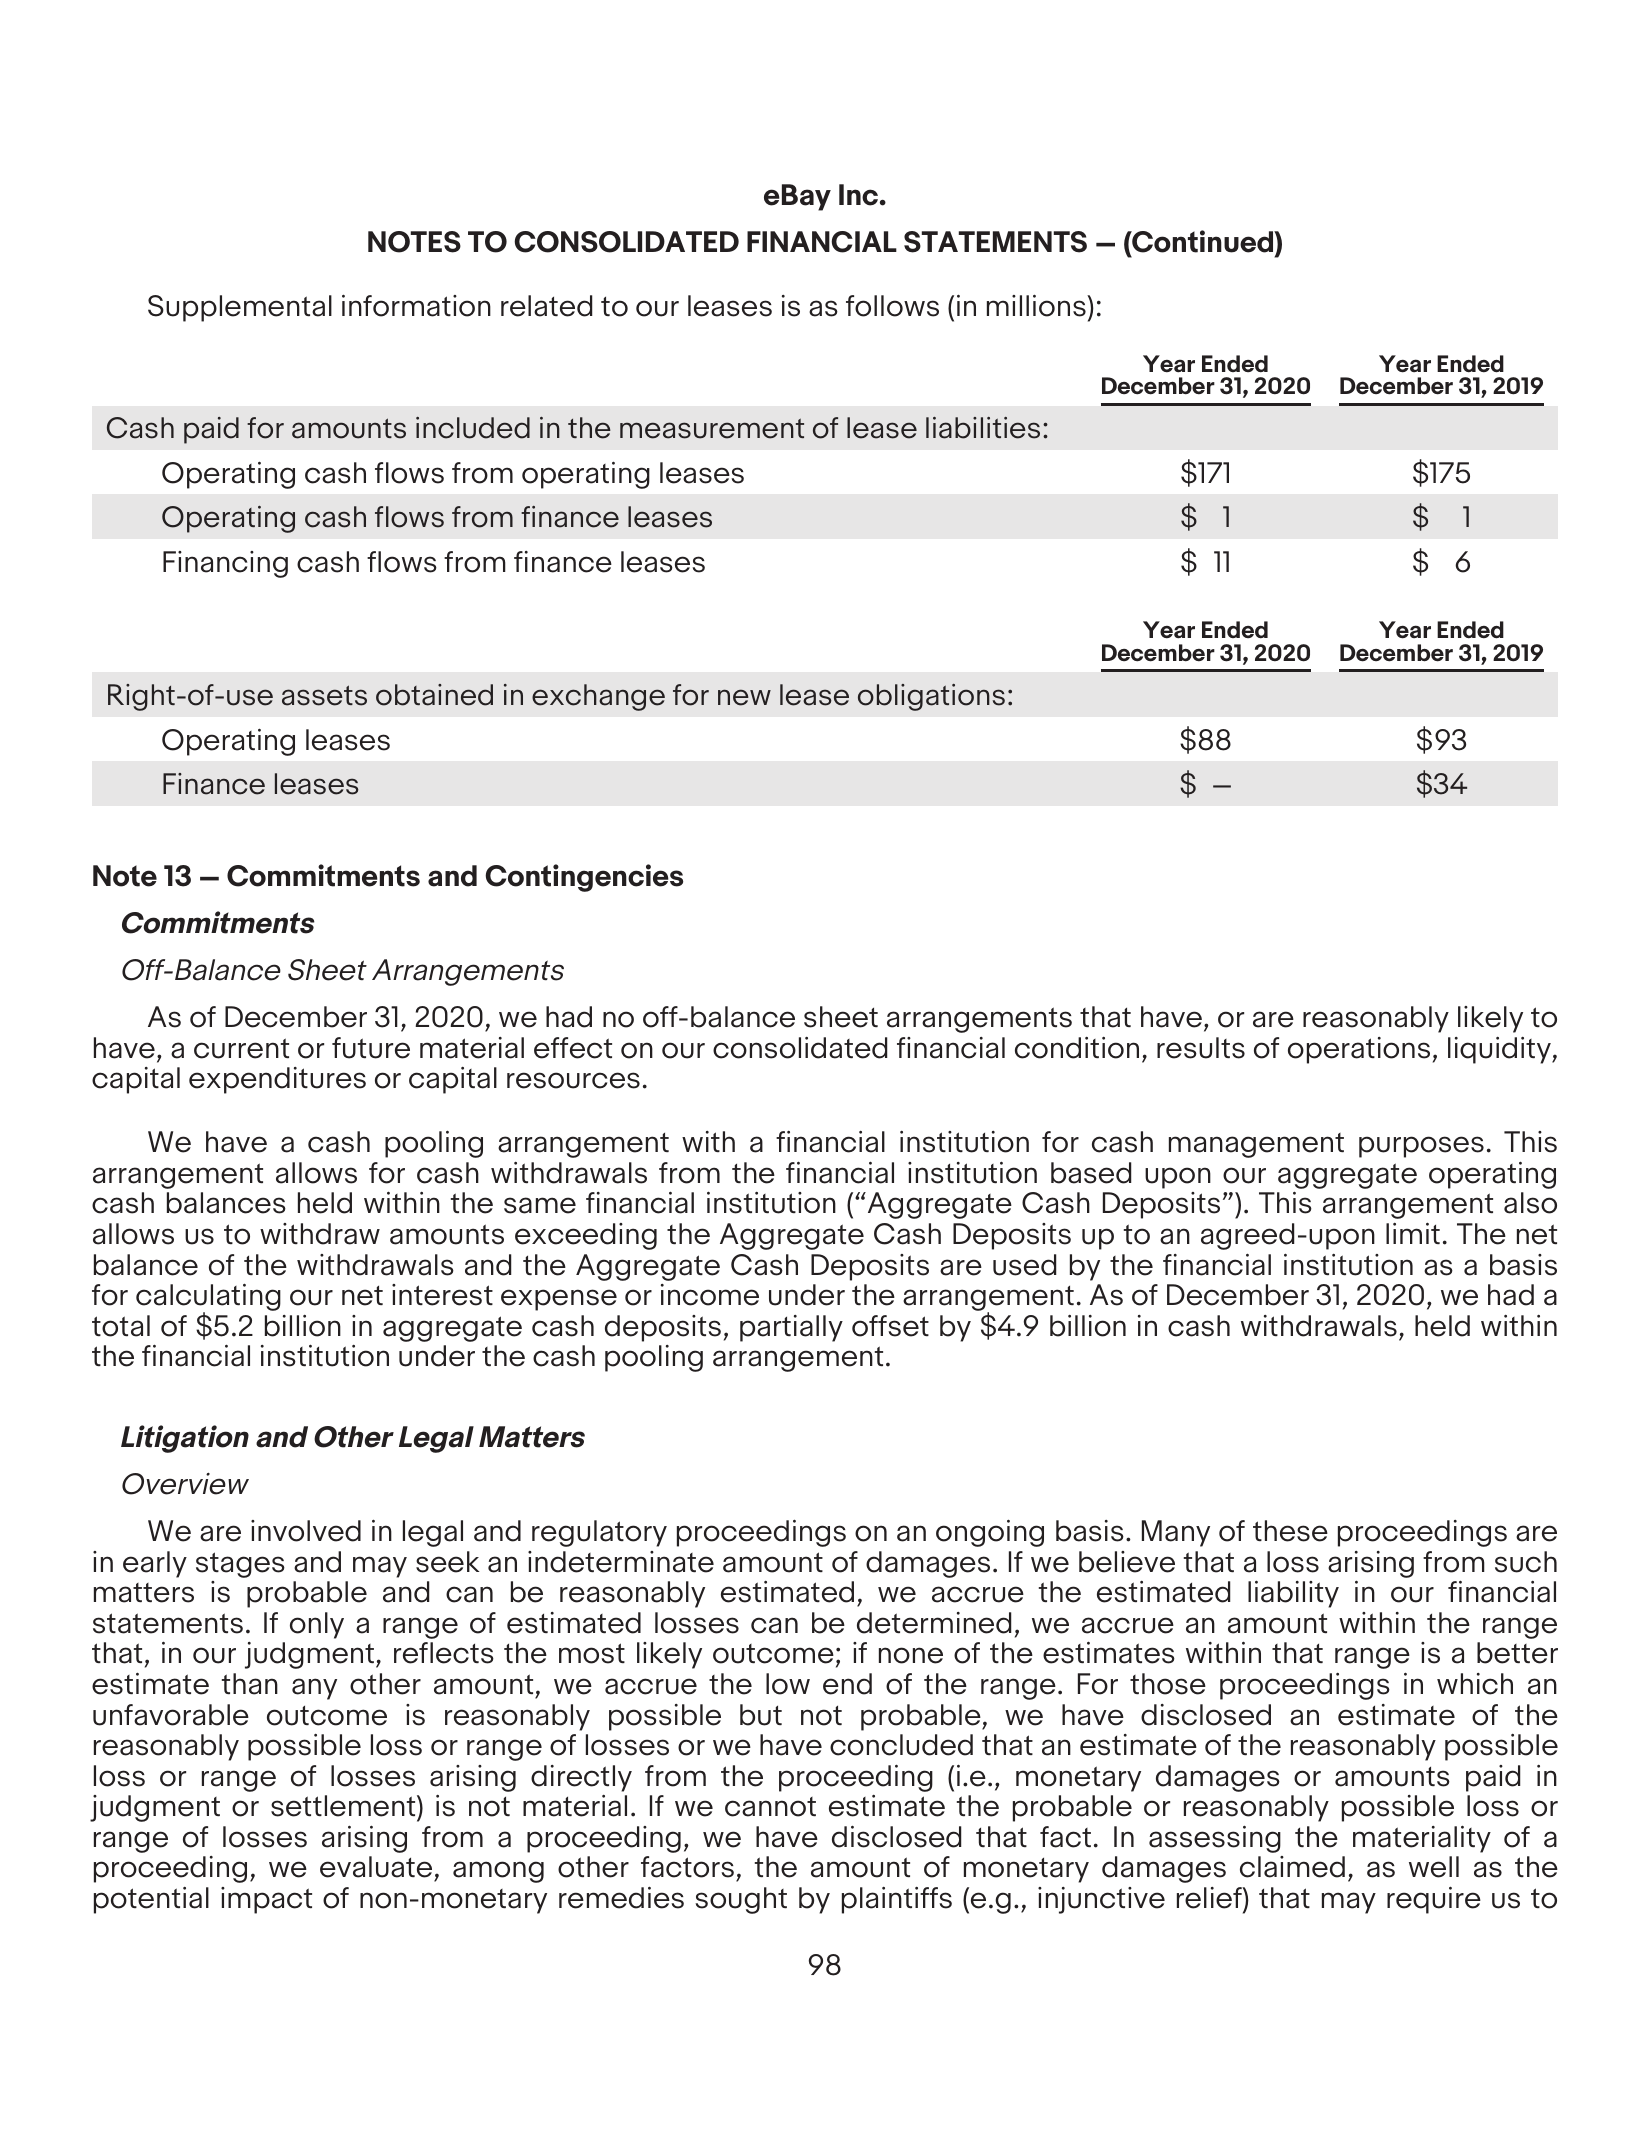 eBay Inc.
NOTES TO CONSOLIDATED FINANCIAL STATEMENTS — (Continued)
Supplemental information related to our leases is as follows (in millions):
Year Ended December 31, 2020 Year Ended December 31, 2019
Cash paid for amounts included in the measurement of lease liabilities:
Operating cash flows from operating leases $171 $175
Operating cash flows from finance leases $ 1 $ 1
Financing cash flows from finance leases $ 11 $ 6
Year Ended December 31, 2020 Year Ended December 31, 2019
Right-of-use assets obtained in exchange for new lease obligations:
Operating leases $88 $93
Finance leases $ — $34
Note 13 — Commitments and Contingencies
Commitments
Off-Balance Sheet Arrangements
As of December 31, 2020, we had no off-balance sheet arrangements that have, or are reasonably likely to
have, a current or future material effect on our consolidated financial condition, results of operations, liquidity,
capital expenditures or capital resources.
We have a cash pooling arrangement with a financial institution for cash management purposes. This
arrangement allows for cash withdrawals from the financial institution based upon our aggregate operating
cash balances held within the same financial institution (“Aggregate Cash Deposits”). This arrangement also
allows us to withdraw amounts exceeding the Aggregate Cash Deposits up to an agreed-upon limit. The net
balance of the withdrawals and the Aggregate Cash Deposits are used by the financial institution as a basis
for calculating our net interest expense or income under the arrangement. As of December 31, 2020, we had a
total of $5.2 billion in aggregate cash deposits, partially offset by $4.9 billion in cash withdrawals, held within
the financial institution under the cash pooling arrangement.
Litigation and Other Legal Matters
Overview
We are involved in legal and regulatory proceedings on an ongoing basis. Many of these proceedings are
in early stages and may seek an indeterminate amount of damages. If we believe that a loss arising from such
matters is probable and can be reasonably estimated, we accrue the estimated liability in our financial
statements. If only a range of estimated losses can be determined, we accrue an amount within the range
that, in our judgment, reflects the most likely outcome; if none of the estimates within that range is a better
estimate than any other amount, we accrue the low end of the range. For those proceedings in which an
unfavorable outcome is reasonably possible but not probable, we have disclosed an estimate of the
reasonably possible loss or range of losses or we have concluded that an estimate of the reasonably possible
loss or range of losses arising directly from the proceeding (i.e., monetary damages or amounts paid in
judgment or settlement) is not material. If we cannot estimate the probable or reasonably possible loss or
range of losses arising from a proceeding, we have disclosed that fact. In assessing the materiality of a
proceeding, we evaluate, among other factors, the amount of monetary damages claimed, as well as the
potential impact of non-monetary remedies sought by plaintiffs (e.g., injunctive relief) that may require us to
98